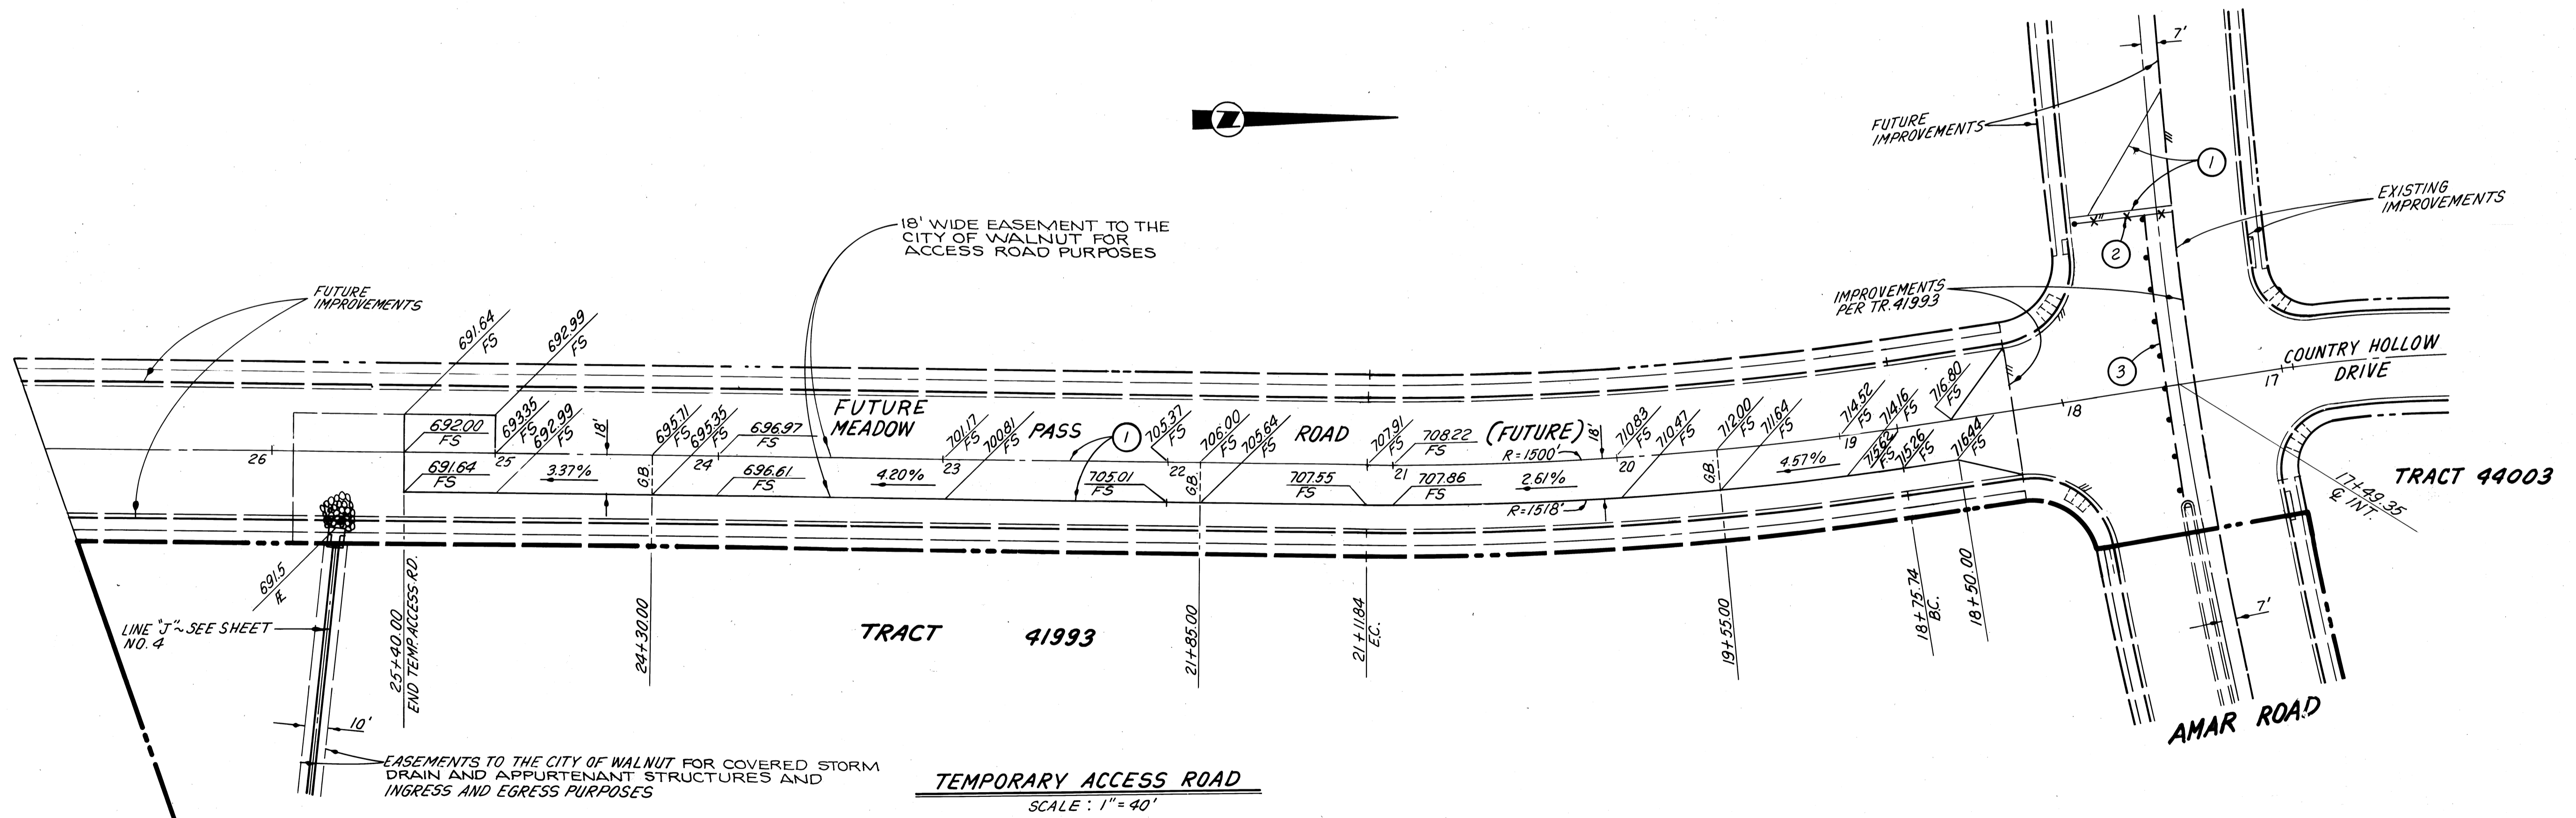 7'
FUTURE
IMPROVEMENTS
1
EXISTING
IMPROVEMENTS
2
Z
18' WIDE EASEMENT TO THE
CITY OF WALNUT FOR
ACCESS ROAD PURPOSES
FUTURE
IMPROVEMENTS
IMPROVEMENTS
PER TR. 41993
3
COUNTRY HOLLOW
DRIVE
17
18
17+49.35
℄ INT.
TRACT 44003
691.64
FS
692.99
FS
692.00
FS
693.35
FS
692.99
FS
18'
695.71
FS
695.35
FS
696.97
FS
FUTURE
MEADOW
PASS
ROAD
(FUTURE)
701.17
FS
700.81
FS
1
705.37
FS
706.00
FS
705.64
FS
707.91
FS
708.22
FS
R=1500'
18'
710.83
FS
710.47
FS
712.00
FS
711.64
FS
714.52
FS
714.16
FS
716.80
FS
715.62
FS
715.26
FS
716.44
FS
26
25
24
23
22
21
20
19
691.64
FS
3.37%
G.B.
696.61
FS
4.20%
705.01
FS
G.B.
707.55
FS
707.86
FS
2.61%
R=1518'
G.B.
4.57%
691.5
LINE "J"~SEE SHEET
NO. 4
25+40.00
END TEMP. ACCESS RD.
24+30.00
TRACT 41993
21+85.00
21+11.84
E.C.
19+55.00
18+75.74
B.C.
18+50.00
7'
AMAR ROAD
10'
EASEMENTS TO THE CITY OF WALNUT FOR COVERED STORM
DRAIN AND APPURTENANT STRUCTURES AND
INGRESS AND EGRESS PURPOSES
TEMPORARY ACCESS ROAD
SCALE : 1"=40'